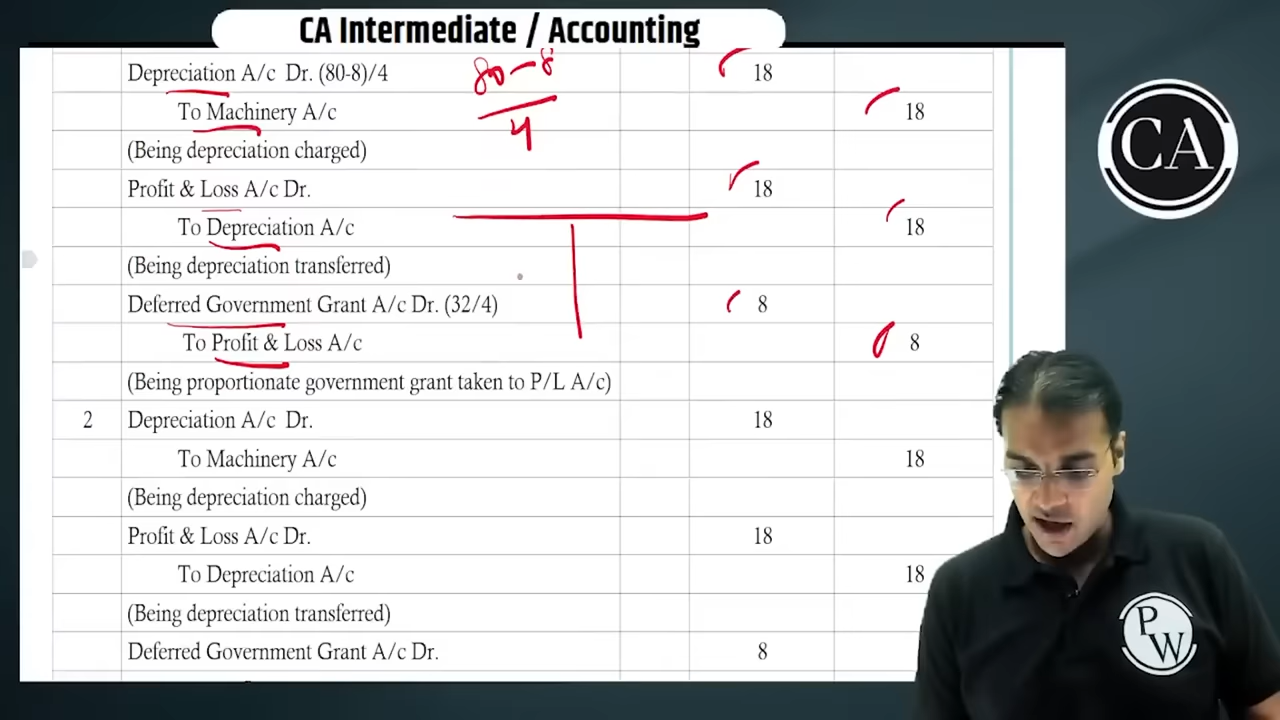 CA Intermediate / Accounting
Depreciation A/c Dr. (80-8)/4 80-8 18
4
To Machinery A/c 18
(Being depreciation charged)
Profit & Loss A/c Dr. 18
To Depreciation A/c 18
(Being depreciation transferred)
Deferred Government Grant A/c Dr. (32/4) 8
To Profit & Loss A/c 8
(Being proportionate government grant taken to P/L A/c)
2 Depreciation A/c Dr. 18
To Machinery A/c 18
(Being depreciation charged)
Profit & Loss A/c Dr. 18
To Depreciation A/c 18
(Being depreciation transferred)
Deferred Government Grant A/c Dr. 8
CA
P
W